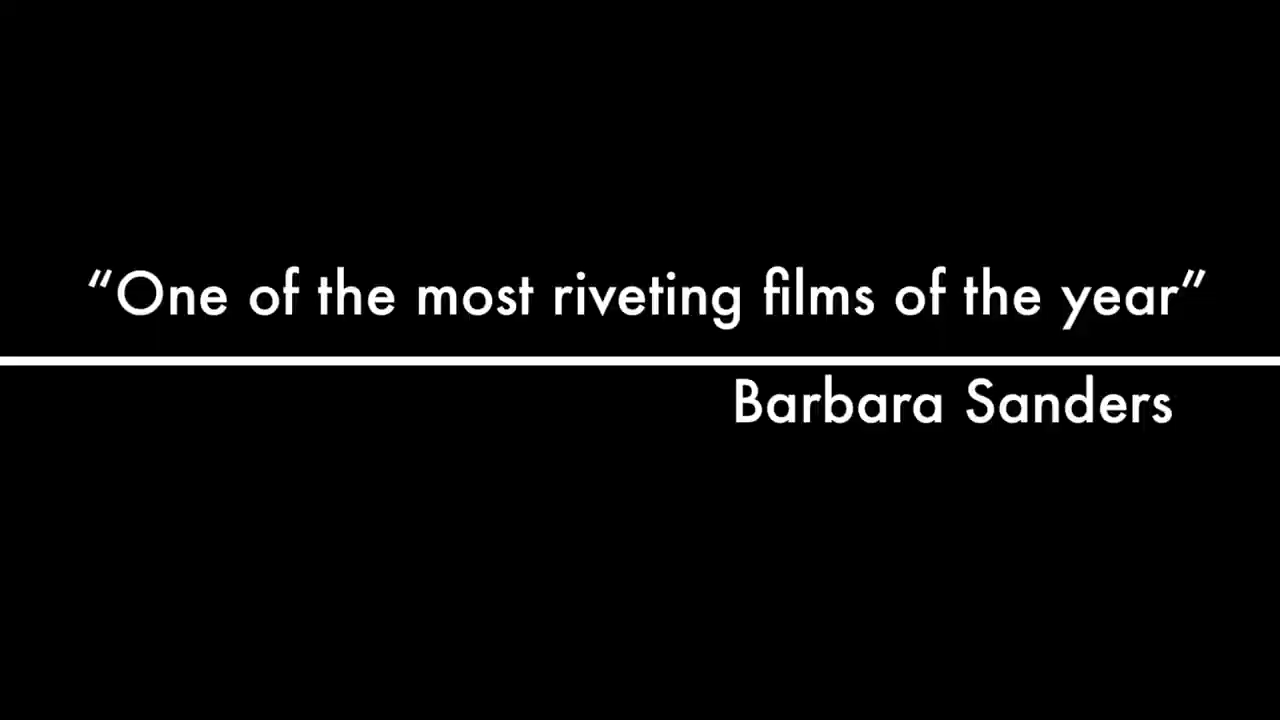 “One of the most riveting films of the year”
Barbara Sanders